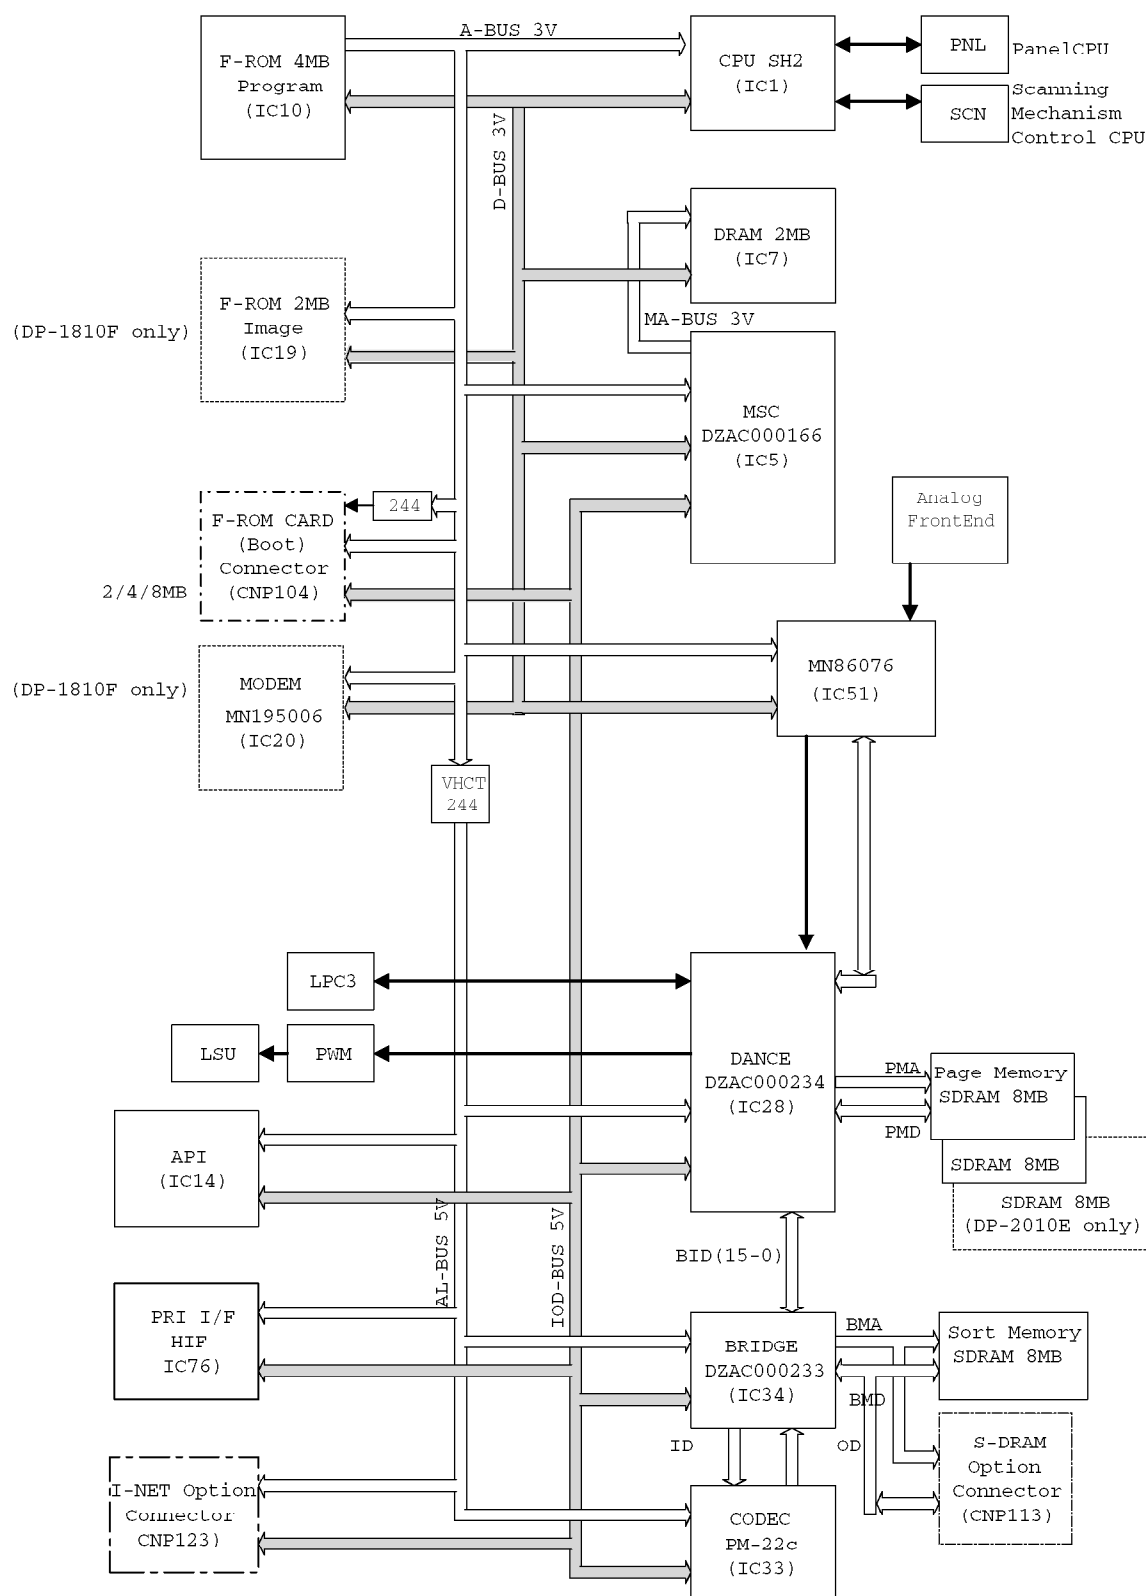 A-BUS 3V
F-ROM 4MB
Program
(IC10)
CPU SH2
(IC1)
PNL
PanelCPU
SCN
Scanning
Mechanism
Control CPU
D-BUS 3V
DRAM 2MB
(IC7)
MA-BUS 3V
(DP-1810F only)
F-ROM 2MB
Image
(IC19)
MSC
DZAC000166
(IC5)
244
F-ROM CARD
(Boot)
Connector
(CNP104)
2/4/8MB
Analog
FrontEnd
(DP-1810F only)
MODEM
MN195006
(IC20)
MN86076
(IC51)
VHCT
244
LPC3
LSU
PWM
DANCE
DZAC000234
(IC28)
PMA
PMD
Page Memory
SDRAM 8MB
SDRAM 8MB
SDRAM 8MB
(DP-2010E only)
API
(IC14)
AL-BUS 5V
IOD-BUS 5V
BID(15-0)
PRI I/F
HIF
IC76)
BRIDGE
DZAC000233
(IC34)
BMA
BMD
Sort Memory
SDRAM 8MB
ID
OD
S-DRAM
Option
Connector
(CNP113)
I-NET Option
Connector
CNP123)
CODEC
PM-22c
(IC33)